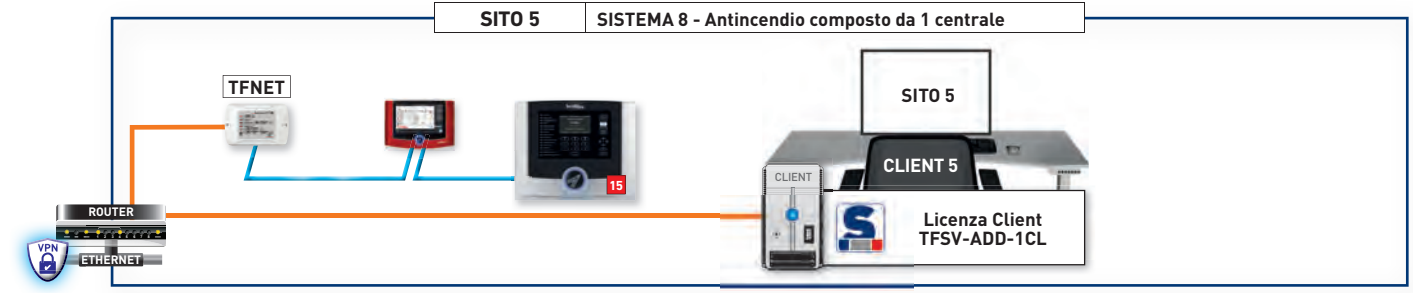 SITO 5
SISTEMA 8 - Antincendio composto da 1 centrale
TFNET
SITO 5
CLIENT 5
CLIENT
15
ROUTER
Licenza Client
TFSV-ADD-1CL
VPN
ETHERNET